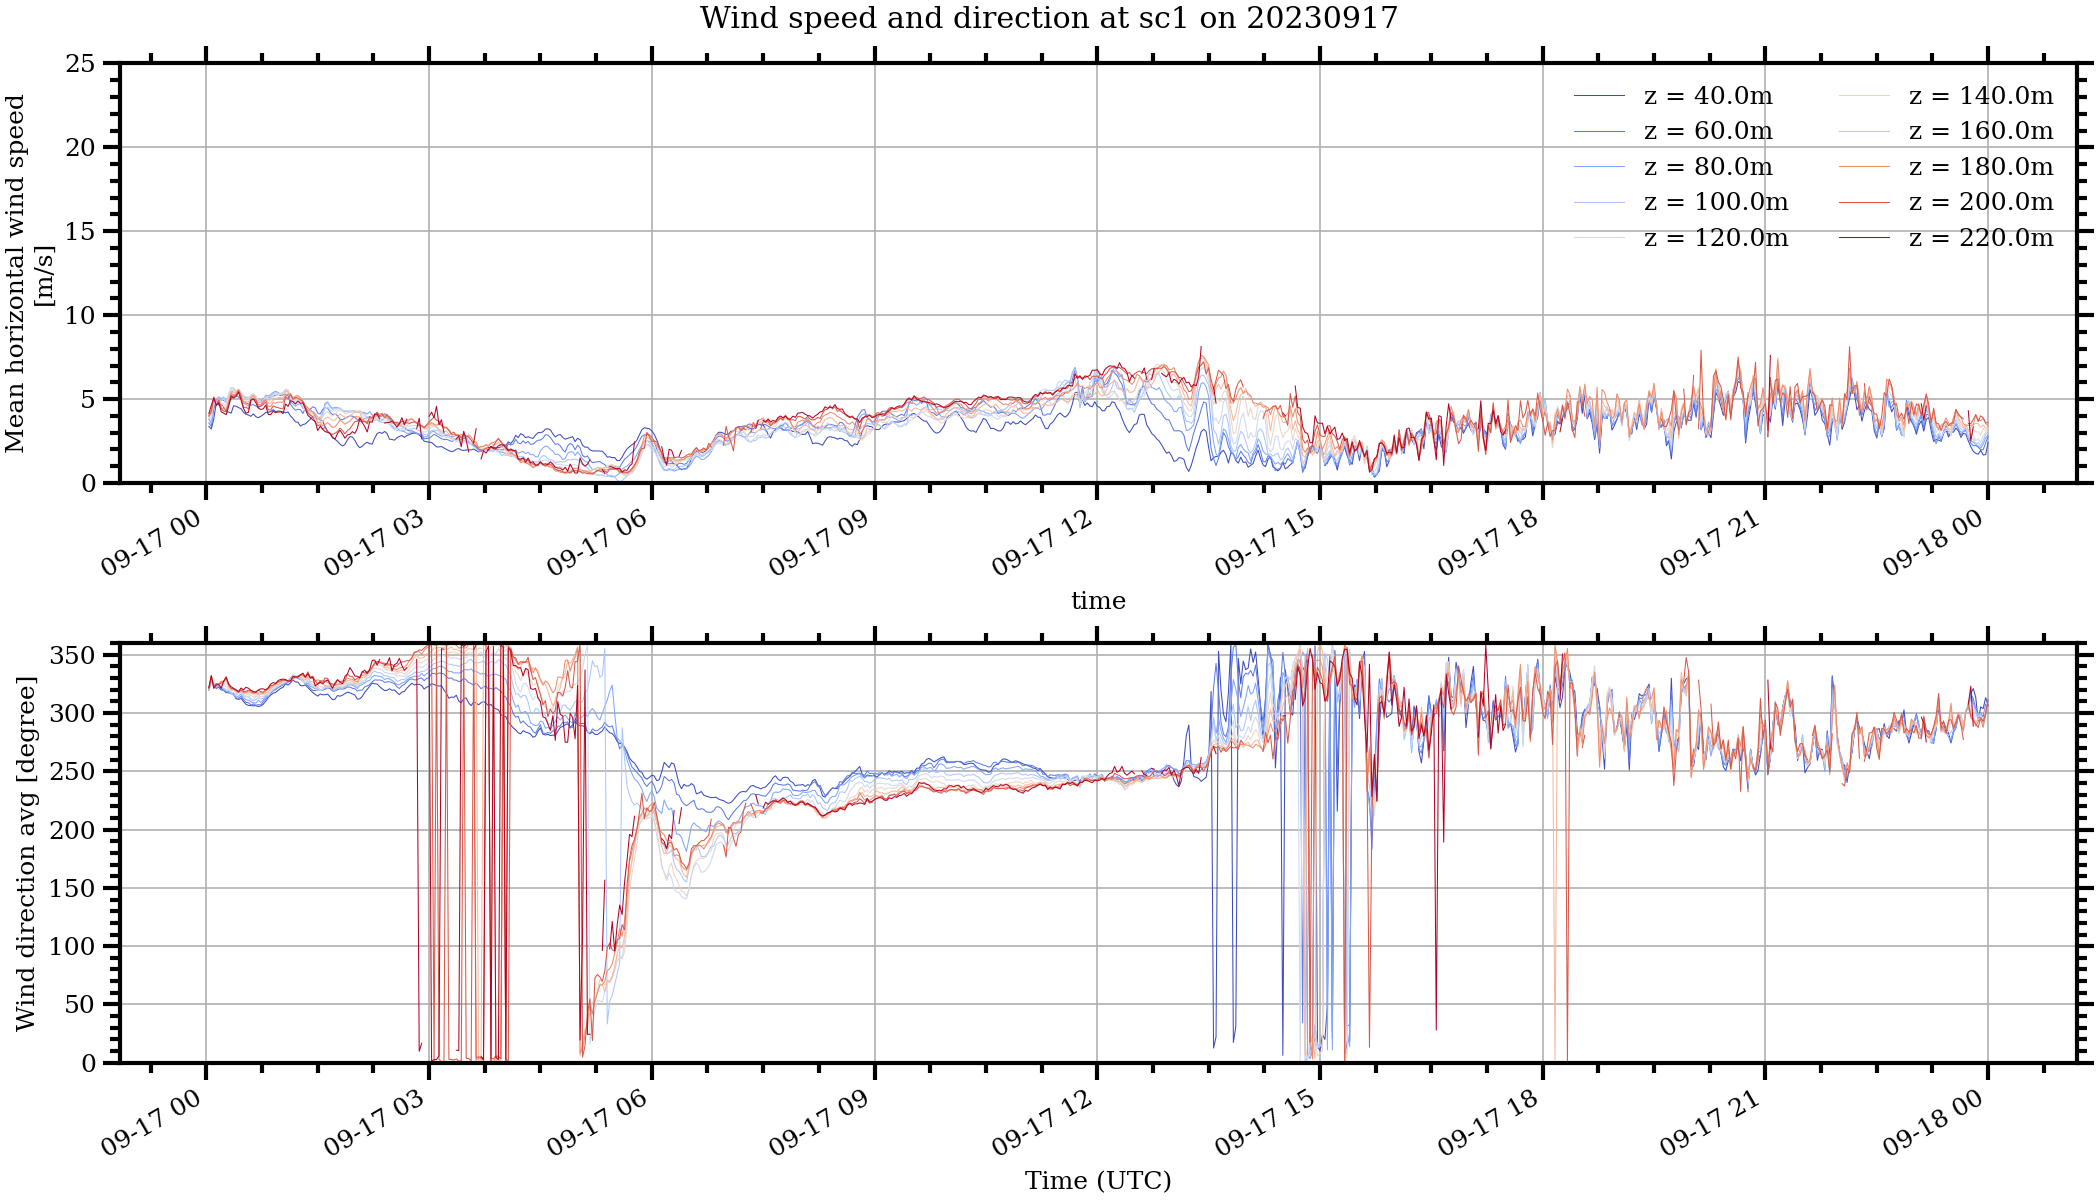 Wind speed and direction at sc1 on 20230917
Mean horizontal wind speed
[m/s]
25
20
15
10
5
0
z = 40.0m
z = 60.0m
z = 80.0m
z = 100.0m
z = 120.0m
z = 140.0m
z = 160.0m
z = 180.0m
z = 200.0m
z = 220.0m
09-17 00
09-17 03
09-17 06
09-17 09
09-17 12
09-17 15
09-17 18
09-17 21
09-18 00
time
Wind direction avg [degree]
350
300
250
200
150
100
50
0
09-17 00
09-17 03
09-17 06
09-17 09
09-17 12
09-17 15
09-17 18
09-17 21
09-18 00
Time (UTC)